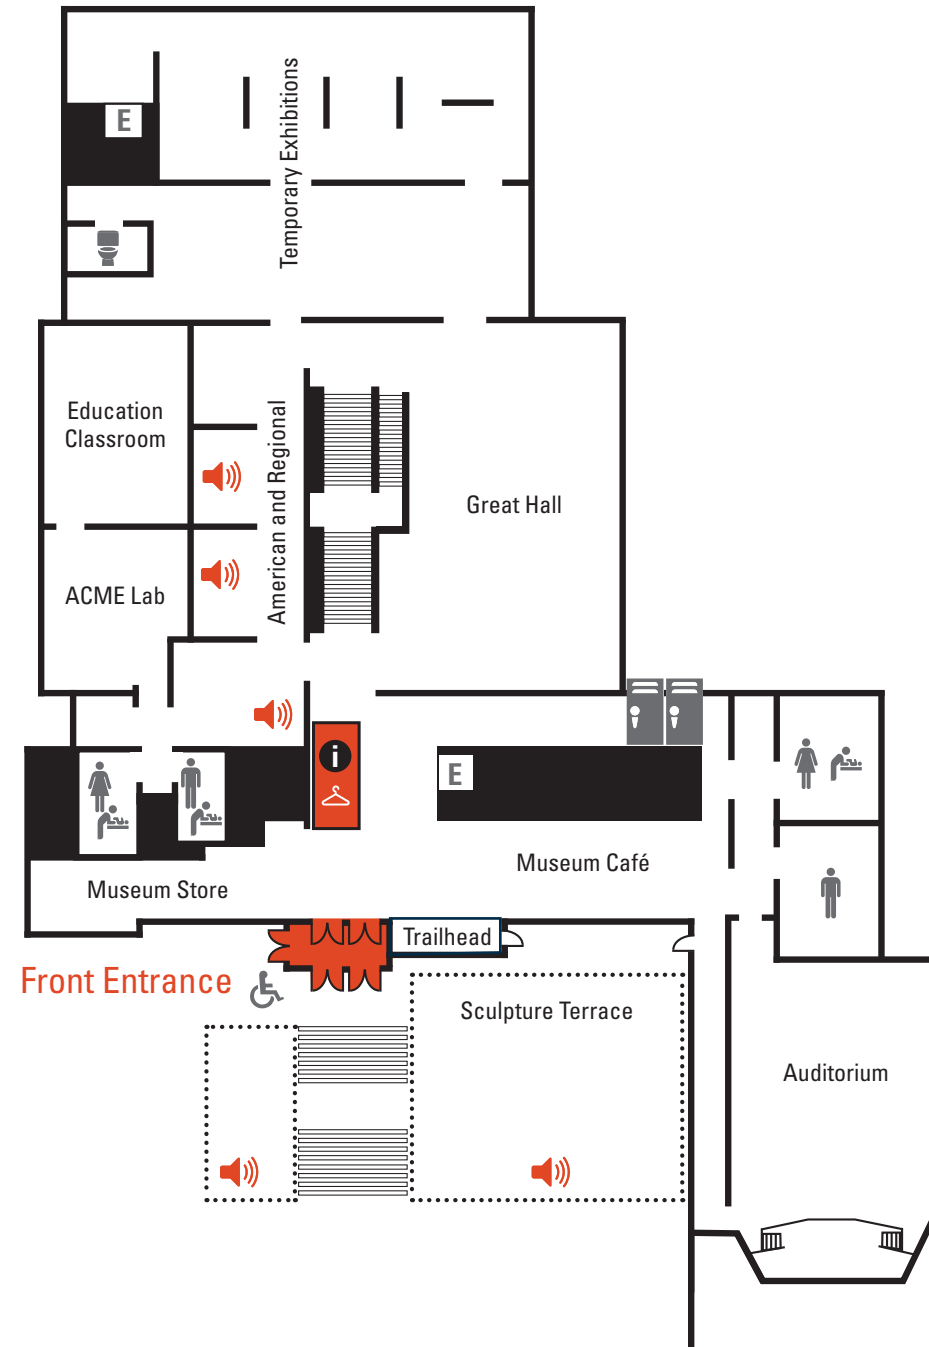 E
Temporary Exhibitions
Education
Classroom
American and Regional
Great Hall
ACME Lab
i
E
Museum Café
Museum Store
Trailhead
Front Entrance
Sculpture Terrace
Auditorium